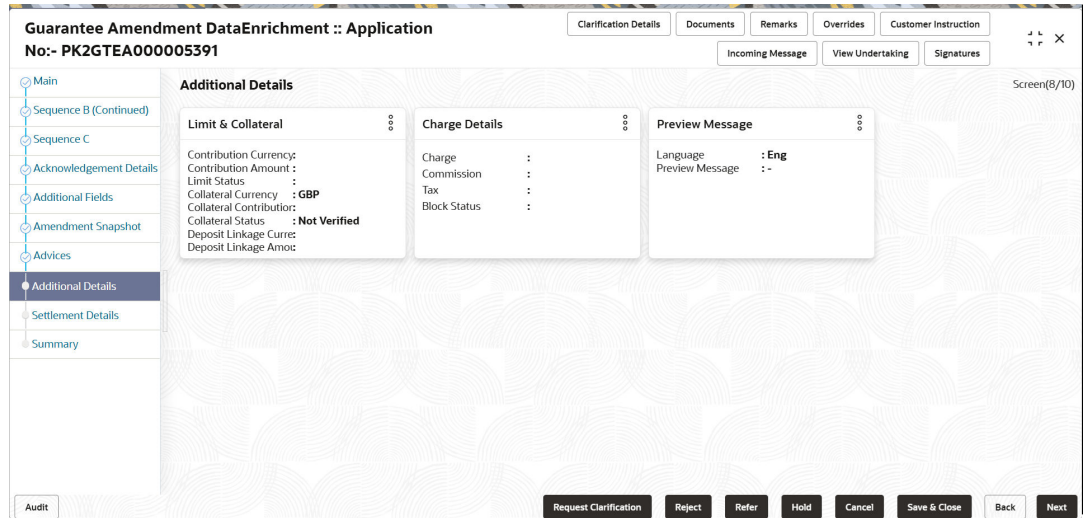 Guarantee Amendment DataEnrichment :: Application
No:- PK2GTEA000005391
Clarification Details
Documents
Remarks
Overrides
Customer Instruction
Incoming Message
View Undertaking
Signatures
Main
Sequence B (Continued)
Sequence C
Acknowledgement Details
Additional Fields
Amendment Snapshot
Advices
Additional Details
Settlement Details
Summary
Additional Details
Screen(8/10)
Limit & Collateral
Contribution Currency:
Contribution Amount :
Limit Status :
Collateral Currency : GBP
Collateral Contribution:
Collateral Status : Not Verified
Deposit Linkage Curre:
Deposit Linkage Amou:
Charge Details
Charge :
Commission :
Tax :
Block Status :
Preview Message
Language : Eng
Preview Message : -
Audit
Request Clarification
Reject
Refer
Hold
Cancel
Save & Close
Back
Next